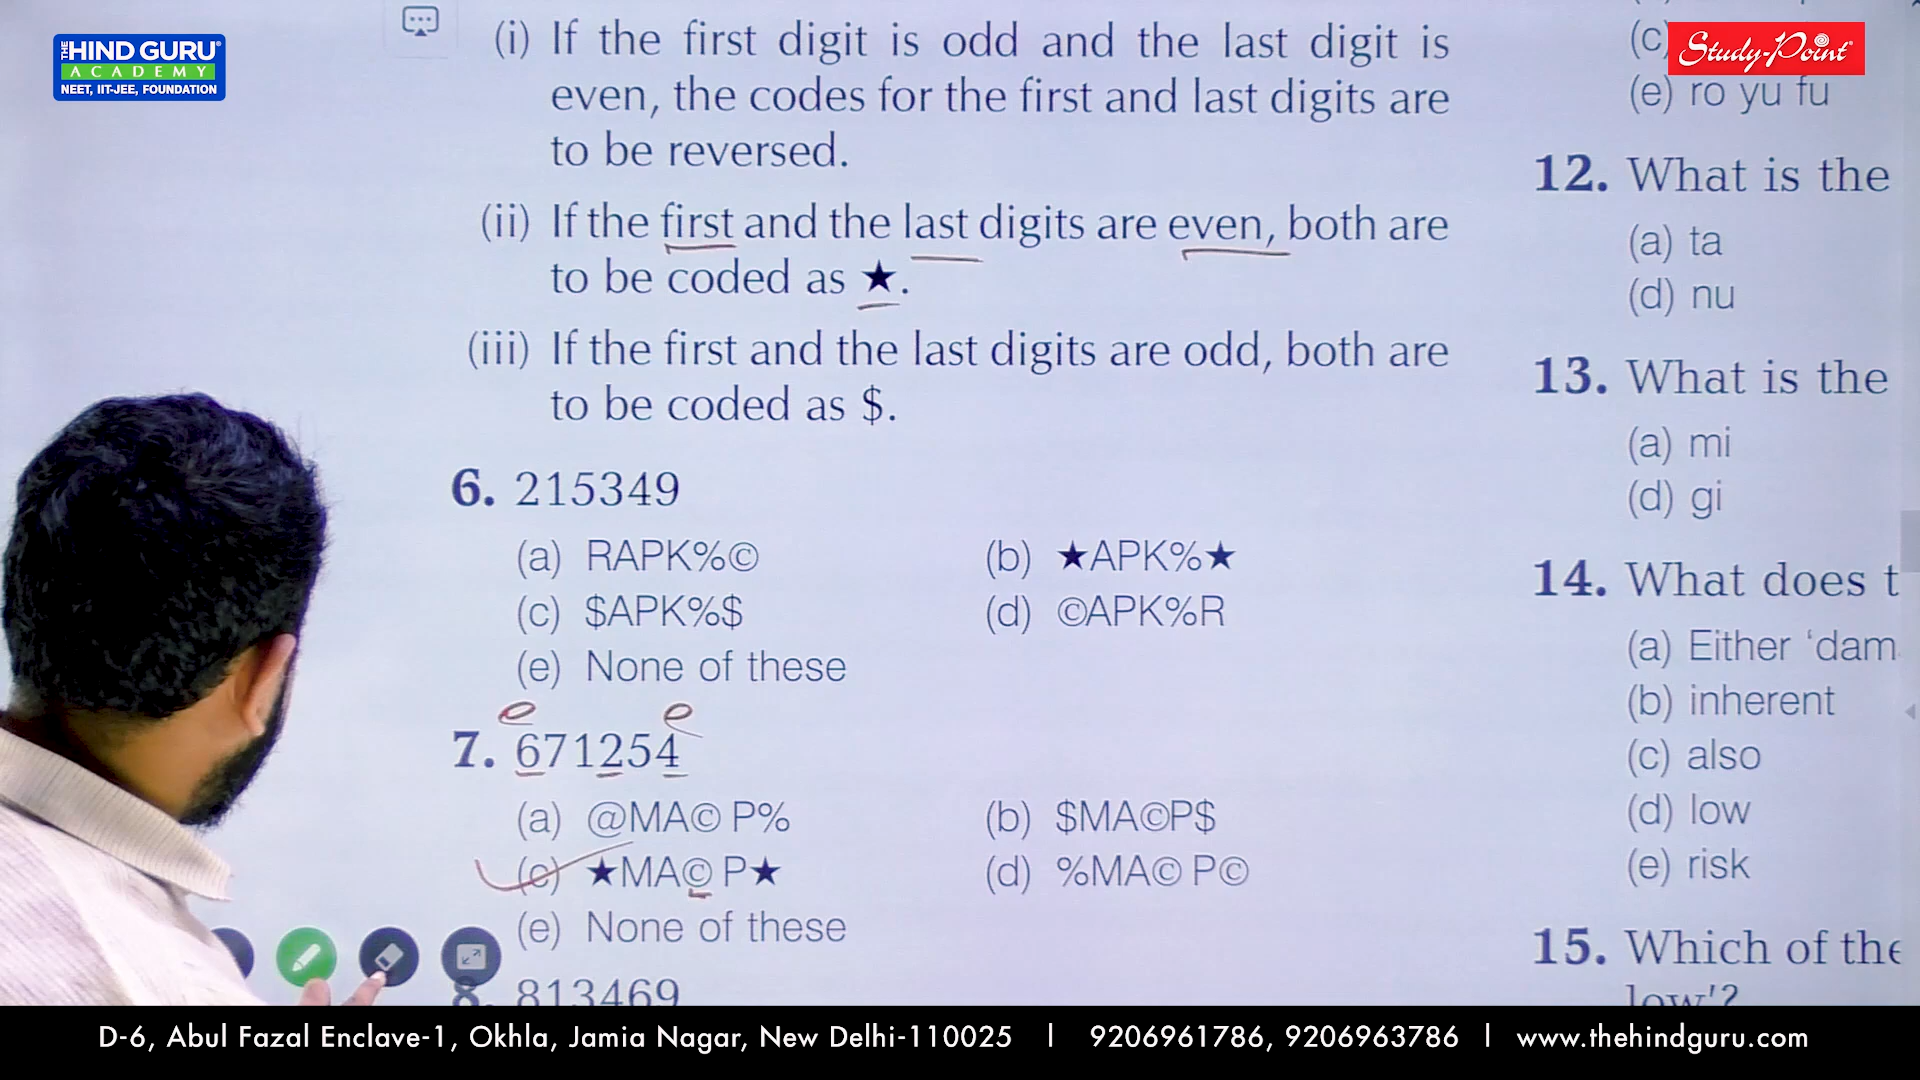 THE HIND GURU
ACADEMY
NEET, IIT-JEE, FOUNDATION
Study-Point
(i) If the first digit is odd and the last digit is
even, the codes for the first and last digits are
to be reversed.
(ii) If the first and the last digits are even, both are
to be coded as ★.
(iii) If the first and the last digits are odd, both are
to be coded as $.
6. 215349
(a) RAPK%© (b) ★APK%★
(c) $APK%$ (d) ©APK%R
(e) None of these
e e
7. 671254
(a) @MA© P% (b) $MA©P$
(c) ★MA© P★ (d) %MA© P©
(e) None of these
8. 813469
(c)
(e) ro yu fu
12. What is the
(a) ta
(d) nu
13. What is the
(a) mi
(d) gi
14. What does t
(a) Either ‘dam
(b) inherent
(c) also
(d) low
(e) risk
15. Which of the
low'?
D-6, Abul Fazal Enclave-1, Okhla, Jamia Nagar, New Delhi-110025 | 9206961786, 9206963786 | www.thehindguru.com